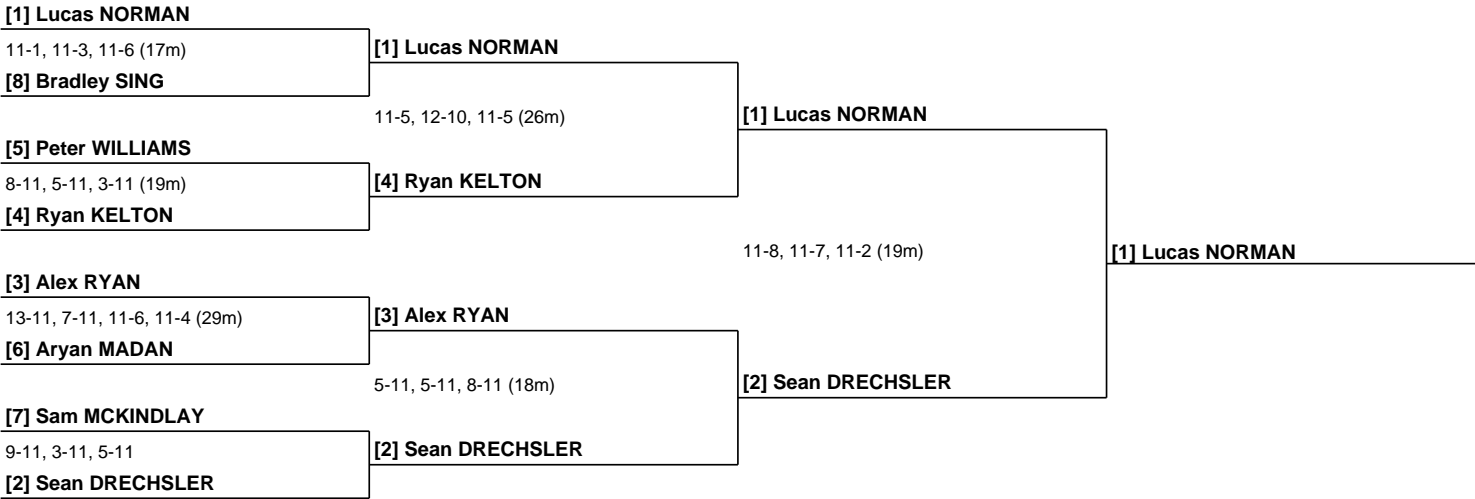 [1] Lucas NORMAN
11-1, 11-3, 11-6 (17m)
[8] Bradley SING
[5] Peter WILLIAMS
8-11, 5-11, 3-11 (19m)
[4] Ryan KELTON
[3] Alex RYAN
13-11, 7-11, 11-6, 11-4 (29m)
[6] Aryan MADAN
[7] Sam MCKINDLAY
9-11, 3-11, 5-11
[2] Sean DRECHSLER
[1] Lucas NORMAN
11-5, 12-10, 11-5 (26m)
[4] Ryan KELTON
[3] Alex RYAN
5-11, 5-11, 8-11 (18m)
[2] Sean DRECHSLER
[1] Lucas NORMAN
11-8, 11-7, 11-2 (19m)
[2] Sean DRECHSLER
[1] Lucas NORMAN